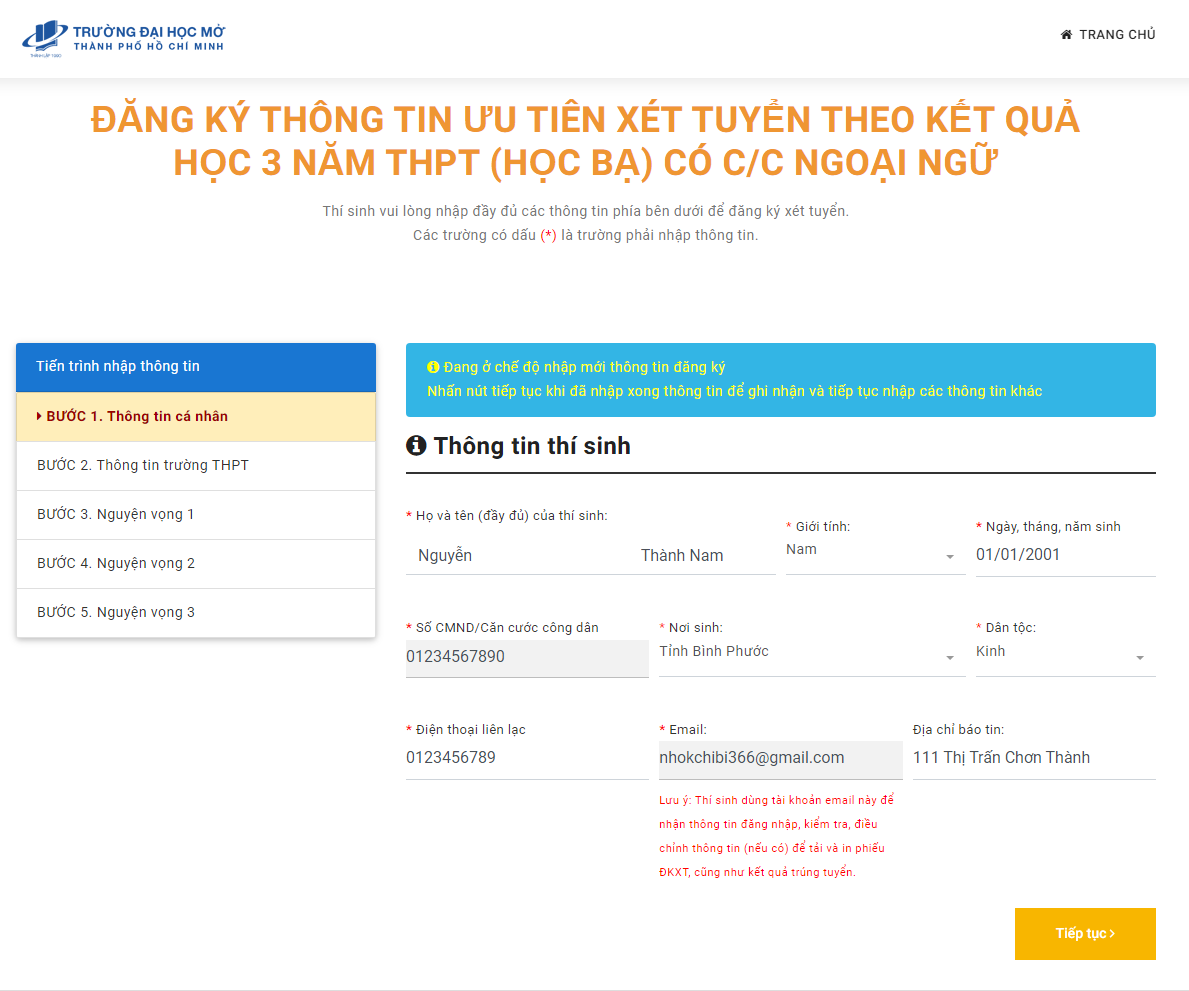 TRƯỜNG ĐẠI HỌC MỞ
THÀNH PHỐ HỒ CHÍ MINH
TRANG CHỦ
ĐĂNG KÝ THÔNG TIN ƯU TIÊN XÉT TUYỂN THEO KẾT QUẢ
HỌC 3 NĂM THPT (HỌC BẠ) CÓ C/C NGOẠI NGỮ
Thí sinh vui lòng nhập đầy đủ các thông tin phía bên dưới để đăng ký xét tuyển.
Các trường có dấu (*) là trường phải nhập thông tin.
Tiến trình nhập thông tin
BƯỚC 1. Thông tin cá nhân
BƯỚC 2. Thông tin trường THPT
BƯỚC 3. Nguyện vọng 1
BƯỚC 4. Nguyện vọng 2
BƯỚC 5. Nguyện vọng 3
Đang ở chế độ nhập mới thông tin đăng ký
Nhấn nút tiếp tục khi đã nhập xong thông tin để ghi nhận và tiếp tục nhập các thông tin khác
Thông tin thí sinh
* Họ và tên (đầy đủ) của thí sinh:
Nguyễn Thành Nam
* Giới tính:
Nam
* Ngày, tháng, năm sinh
01/01/2001
* Số CMND/Căn cước công dân
01234567890
* Nơi sinh:
Tỉnh Bình Phước
* Dân tộc:
Kinh
* Điện thoại liên lạc
0123456789
* Email:
nhokchibi366@gmail.com
Lưu ý: Thí sinh dùng tài khoản email này để
nhận thông tin đăng nhập, kiểm tra, điều
chỉnh thông tin (nếu có) để tải và in phiếu
ĐKXT, cũng như kết quả trúng tuyển.
Địa chỉ báo tin:
111 Thị Trấn Chơn Thành
Tiếp tục